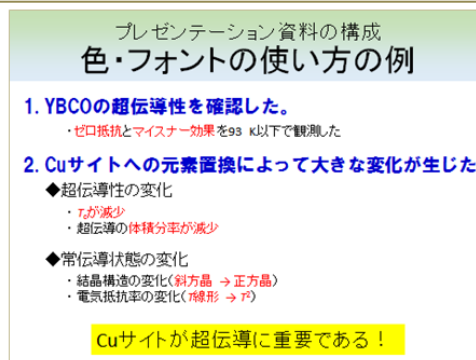 プレゼンテーション資料の構成
色・フォントの使い方の例
1. YBCOの超伝導性を確認した。
・ゼロ抵抗とマイスナー効果を93 K以下で観測した
2. Cuサイトへの元素置換によって大きな変化が生じた
◆超伝導性の変化
・Tcが減少
・超伝導の体積分率が減少
◆常伝導状態の変化
・結晶構造の変化(斜方晶 → 正方晶)
・電気抵抗率の変化(T線形 → T²)
Cuサイトが超伝導に重要である！